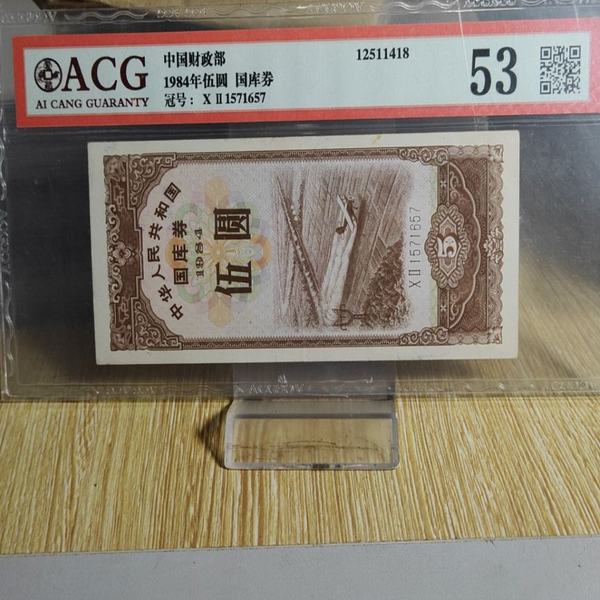 ACG
AI CANG GUARANTY
中国财政部
1984年伍圆 国库券
冠号: XⅡ1571657
12511418
53
中华人民共和国
国库券
1984
伍圆
XⅡ1571657
5